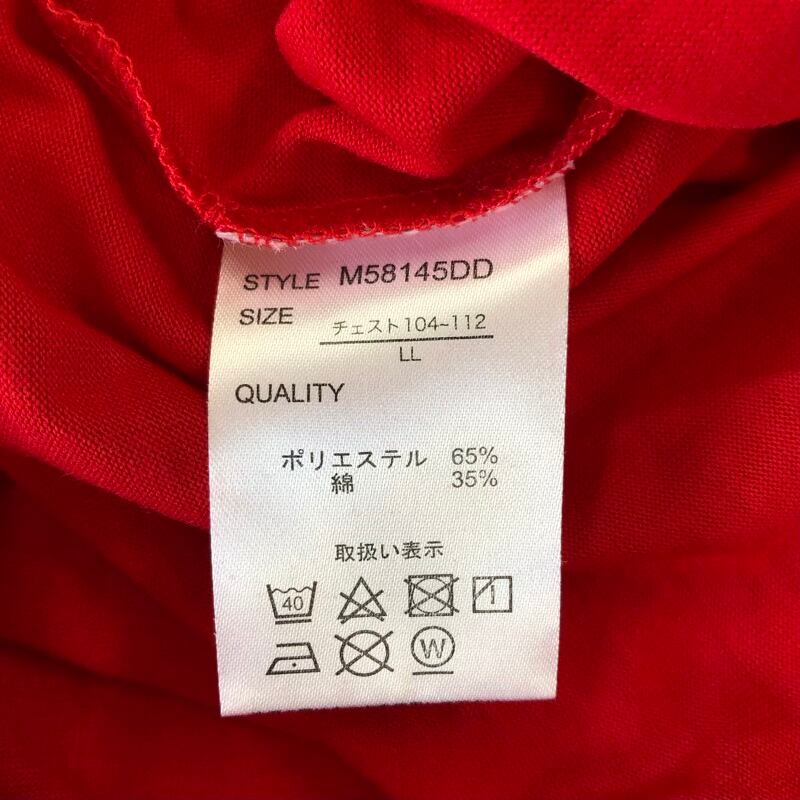 STYLE M58145DD
SIZE チェスト104~112
LL
QUALITY
ポリエステル 65%
綿 35%
取扱い表示
40
W